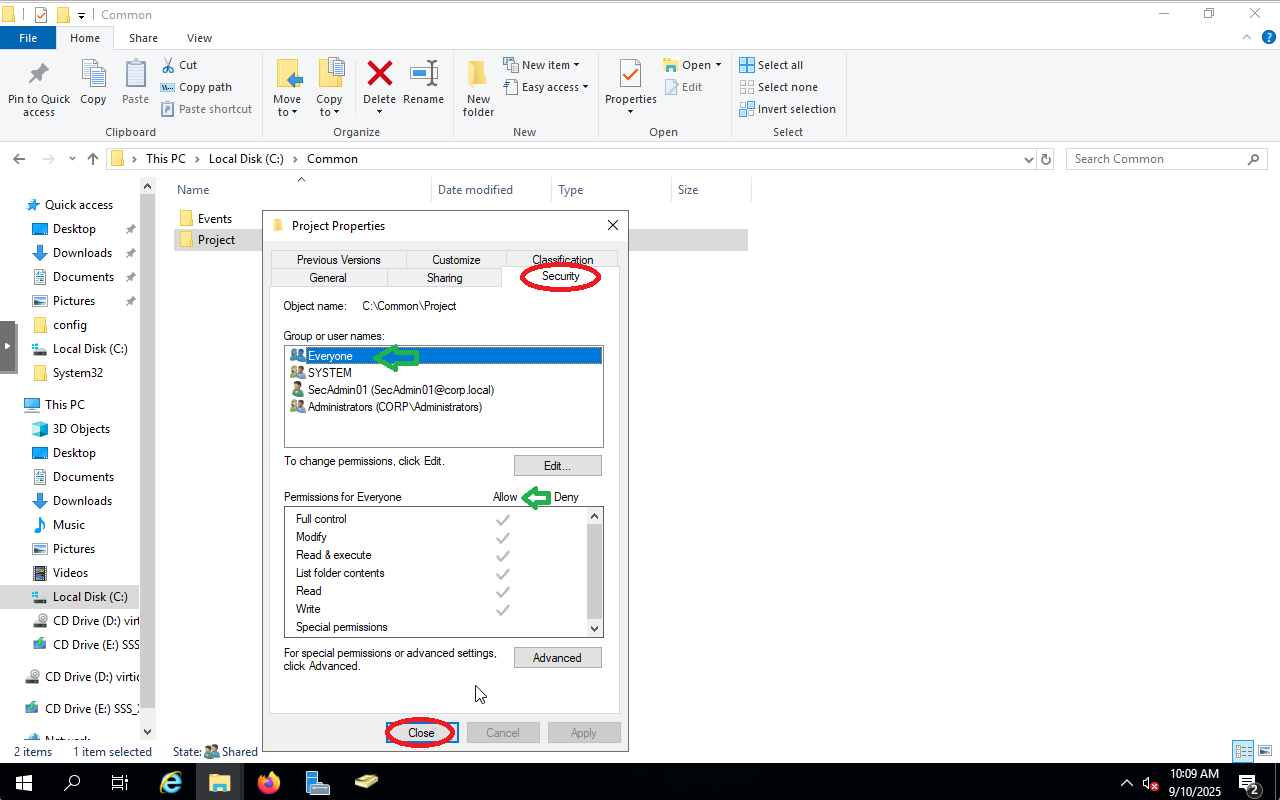 Common
File Home Share View
Pin to Quick access
Copy
Paste
Cut
Copy path
Paste shortcut
Clipboard
Move to
Copy to
Delete
Rename
Organize
New folder
New item
Easy access
New
Properties
Open
Edit
Open
Select all
Select none
Invert selection
Select
This PC > Local Disk (C:) > Common
Search Common
Name Date modified Type Size
Quick access
Desktop
Downloads
Documents
Pictures
config
Local Disk (C:)
System32
This PC
3D Objects
Desktop
Documents
Downloads
Music
Pictures
Videos
Local Disk (C:)
CD Drive (D:) virt
CD Drive (E:) SSS
CD Drive (D:) virtio
CD Drive (E:) SSS_
Network
Events
Project
Project Properties
Previous Versions Customize Classification
General Sharing Security
Object name: C:\Common\Project
Group or user names:
Everyone
SYSTEM
SecAdmin01 (SecAdmin01@corp.local)
Administrators (CORP\Administrators)
To change permissions, click Edit.
Edit...
Permissions for Everyone Allow Deny
Full control
Modify
Read & execute
List folder contents
Read
Write
Special permissions
For special permissions or advanced settings,
click Advanced.
Advanced
Close Cancel Apply
2 items 1 item selected State: Shared
10:09 AM
9/10/2025
2